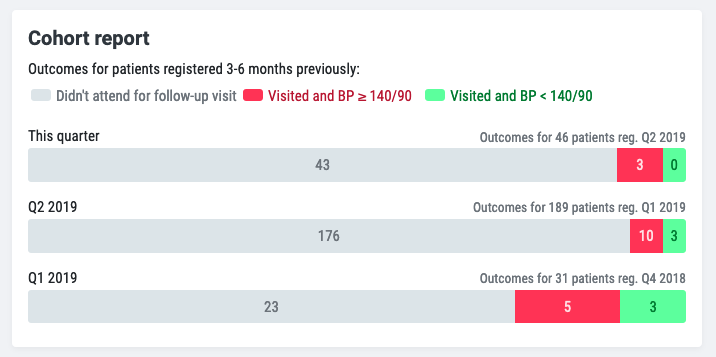 Cohort report
Outcomes for patients registered 3-6 months previously:
Didn't attend for follow-up visit Visited and BP ≥ 140/90 Visited and BP < 140/90
This quarter Outcomes for 46 patients reg. Q2 2019
43 3 0
Q2 2019 Outcomes for 189 patients reg. Q1 2019
176 10 3
Q1 2019 Outcomes for 31 patients reg. Q4 2018
23 5 3